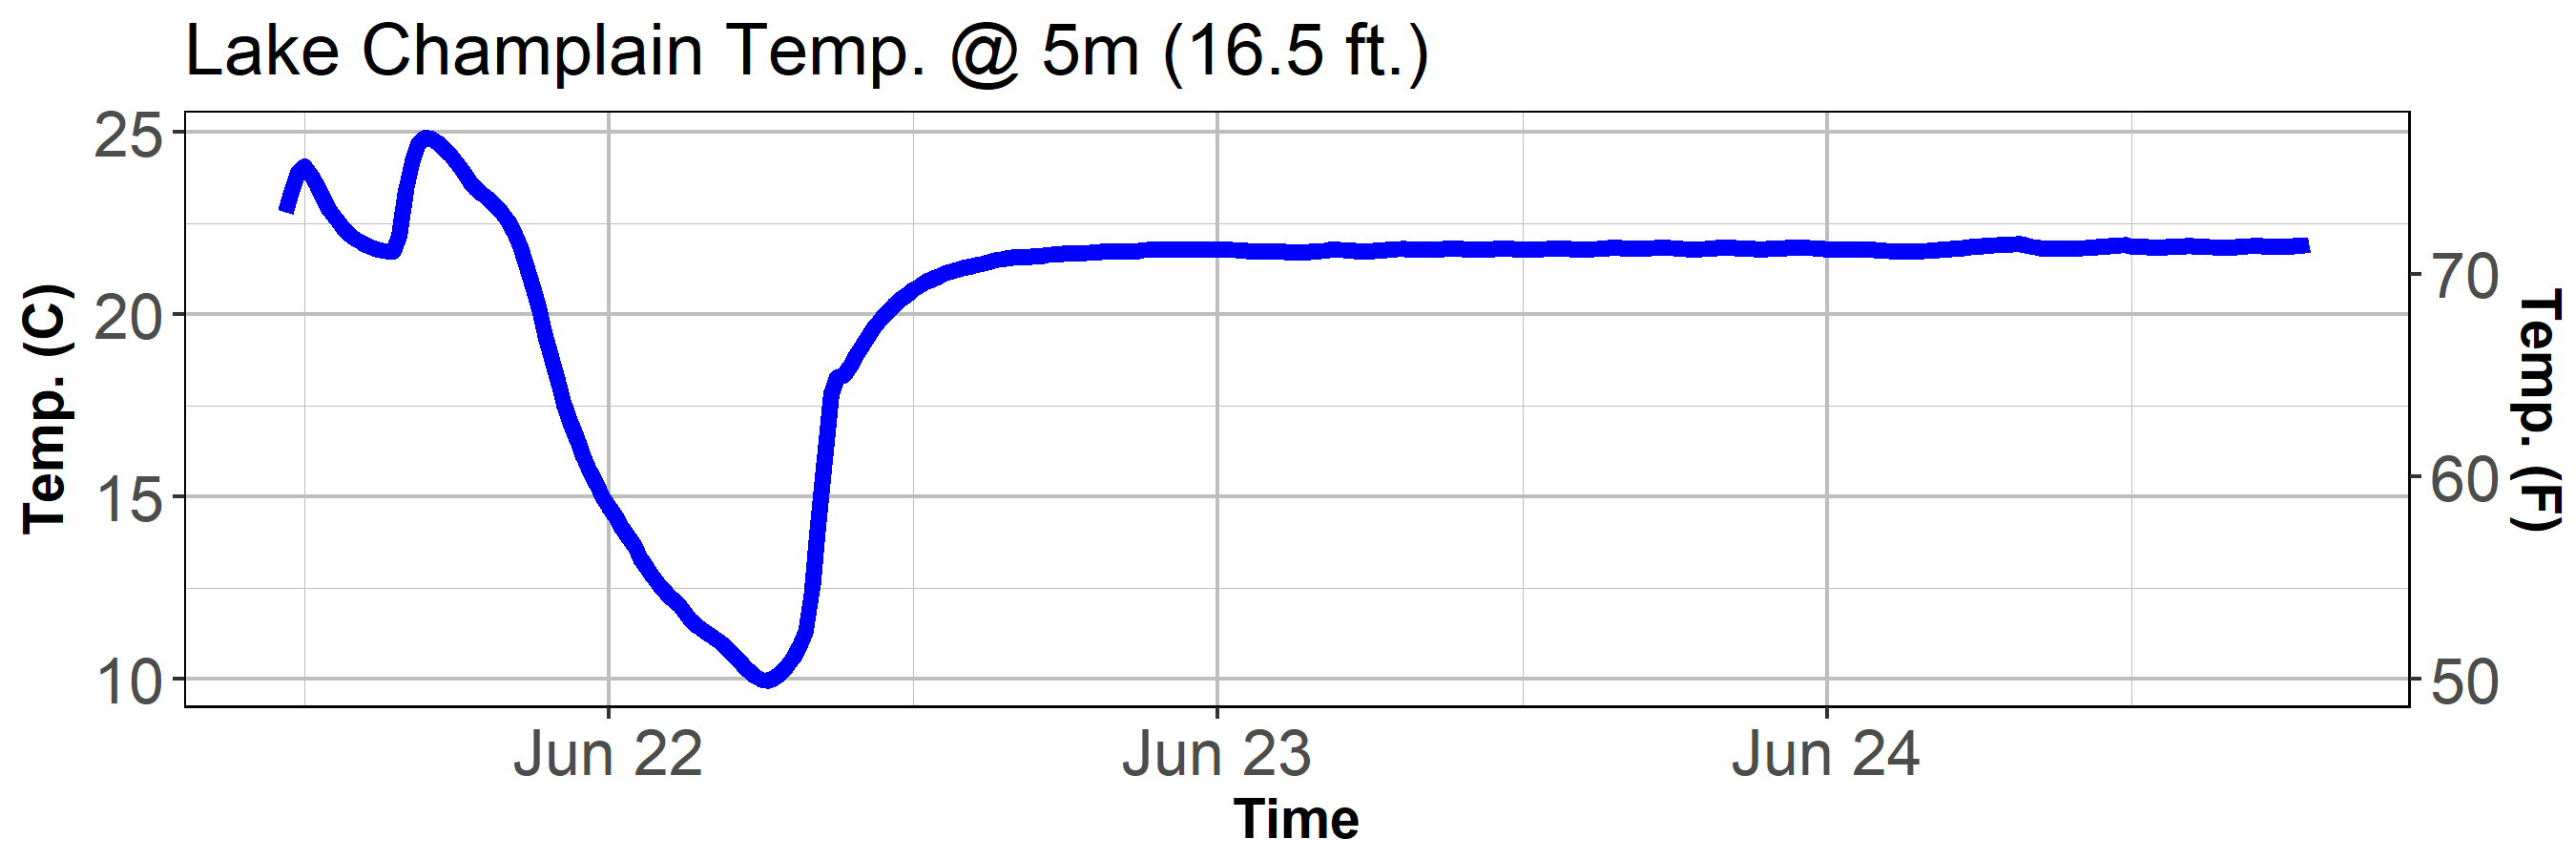 Lake Champlain Temp. @ 5m (16.5 ft.)
25
20
15
10
Temp. (C)
70
60
50
Temp. (F)
Jun 22
Jun 23
Jun 24
Time